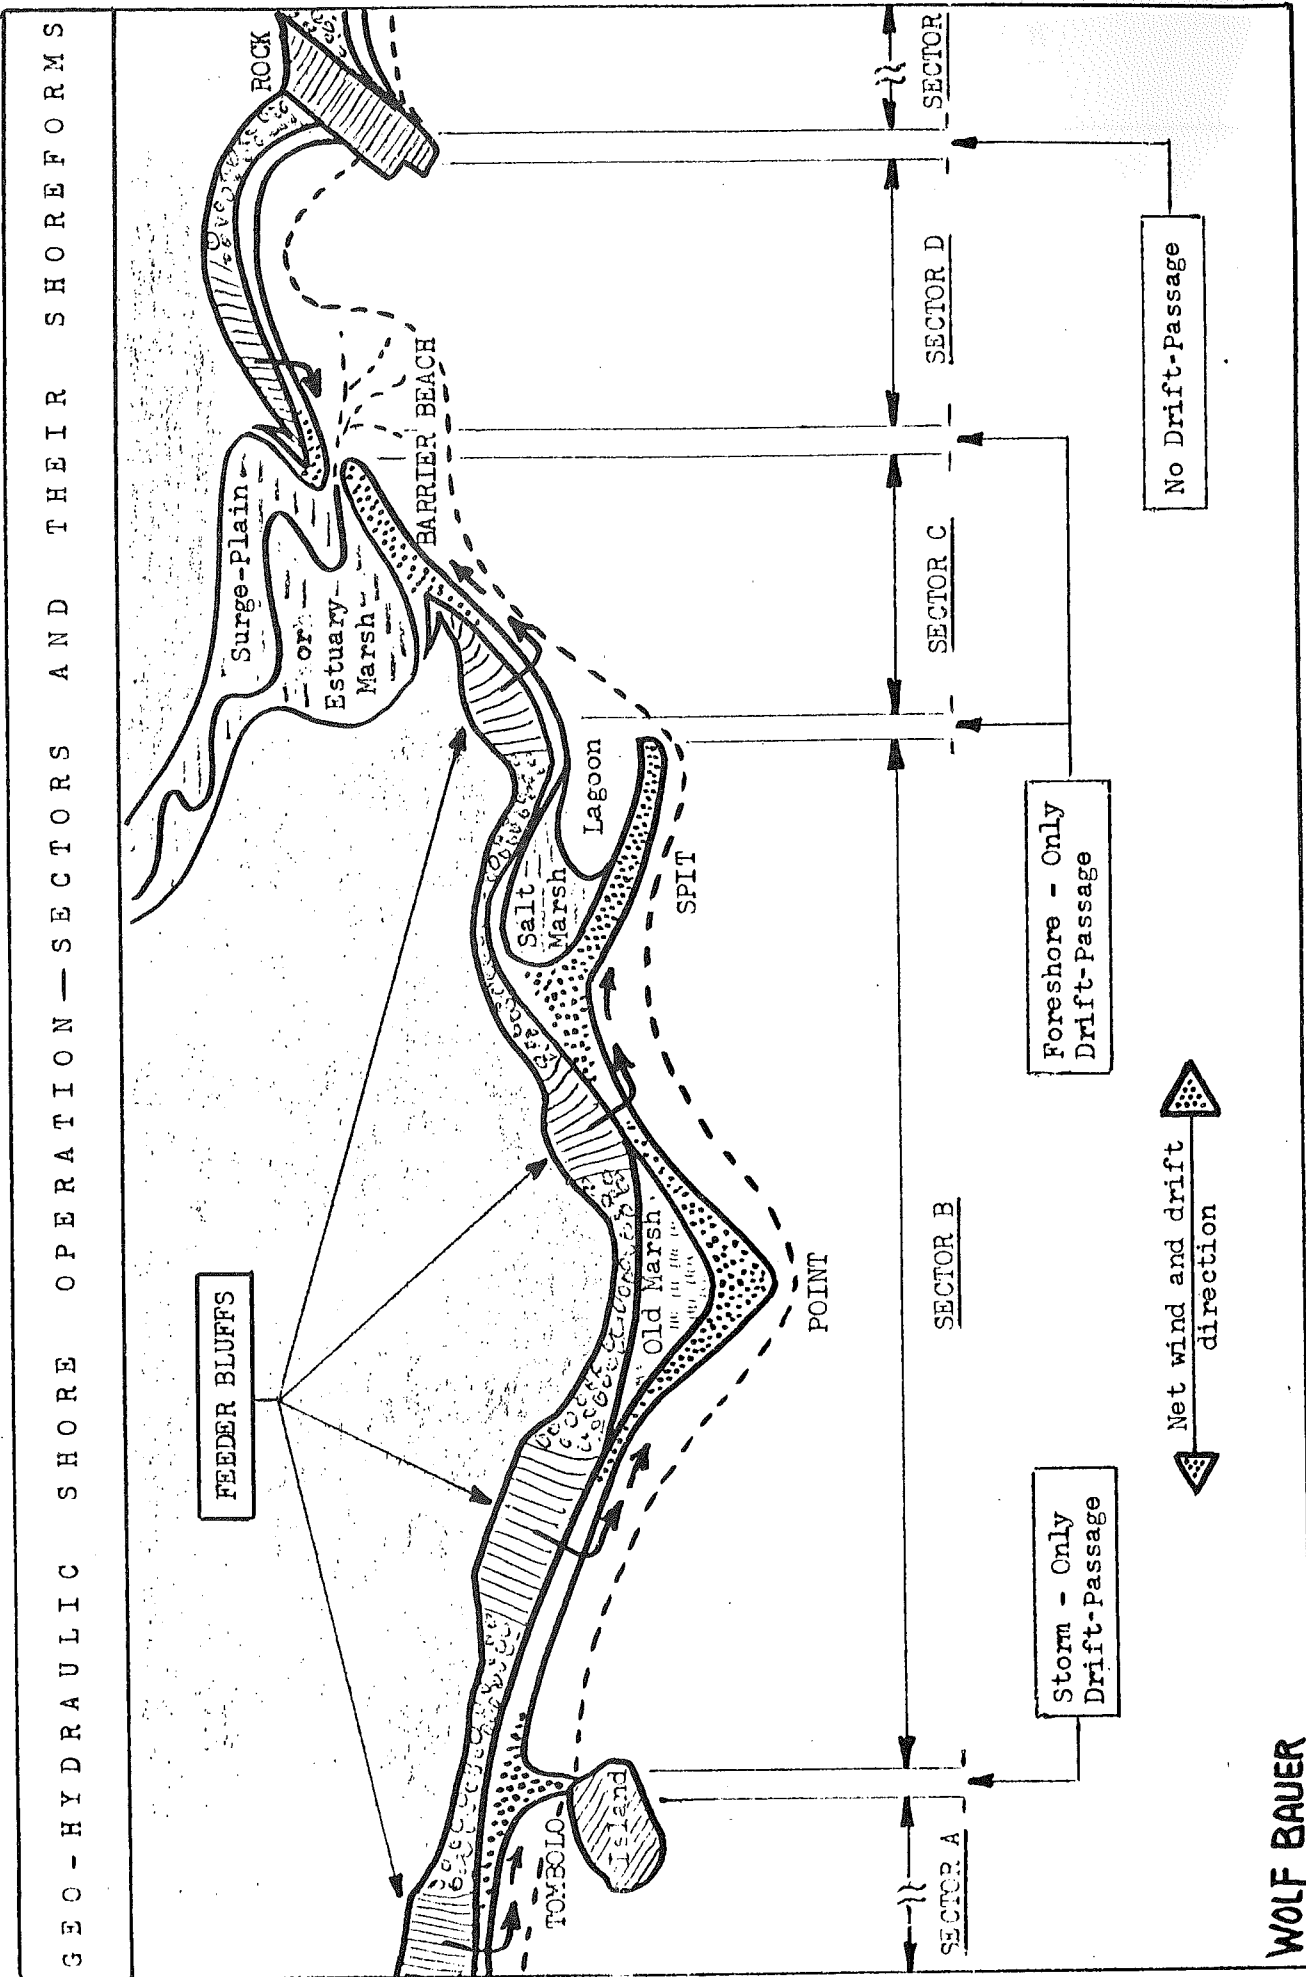 GEO-HYDRAULIC SHORE OPERATION—SECTORS AND THEIR SHOREFORMS
FEEDER BLUFFS
Surge-Plain
or
Estuary
Marsh
ROCK
BARRIER BEACH
Lagoon
Salt
Marsh
SPIT
Old Marsh
POINT
TOMBOLO
Island
SECTOR A
SECTOR B
SECTOR C
SECTOR D
SECTOR
Storm - Only
Drift-Passage
Foreshore - Only
Drift-Passage
No Drift-Passage
Net wind and drift
direction
WOLF BAUER